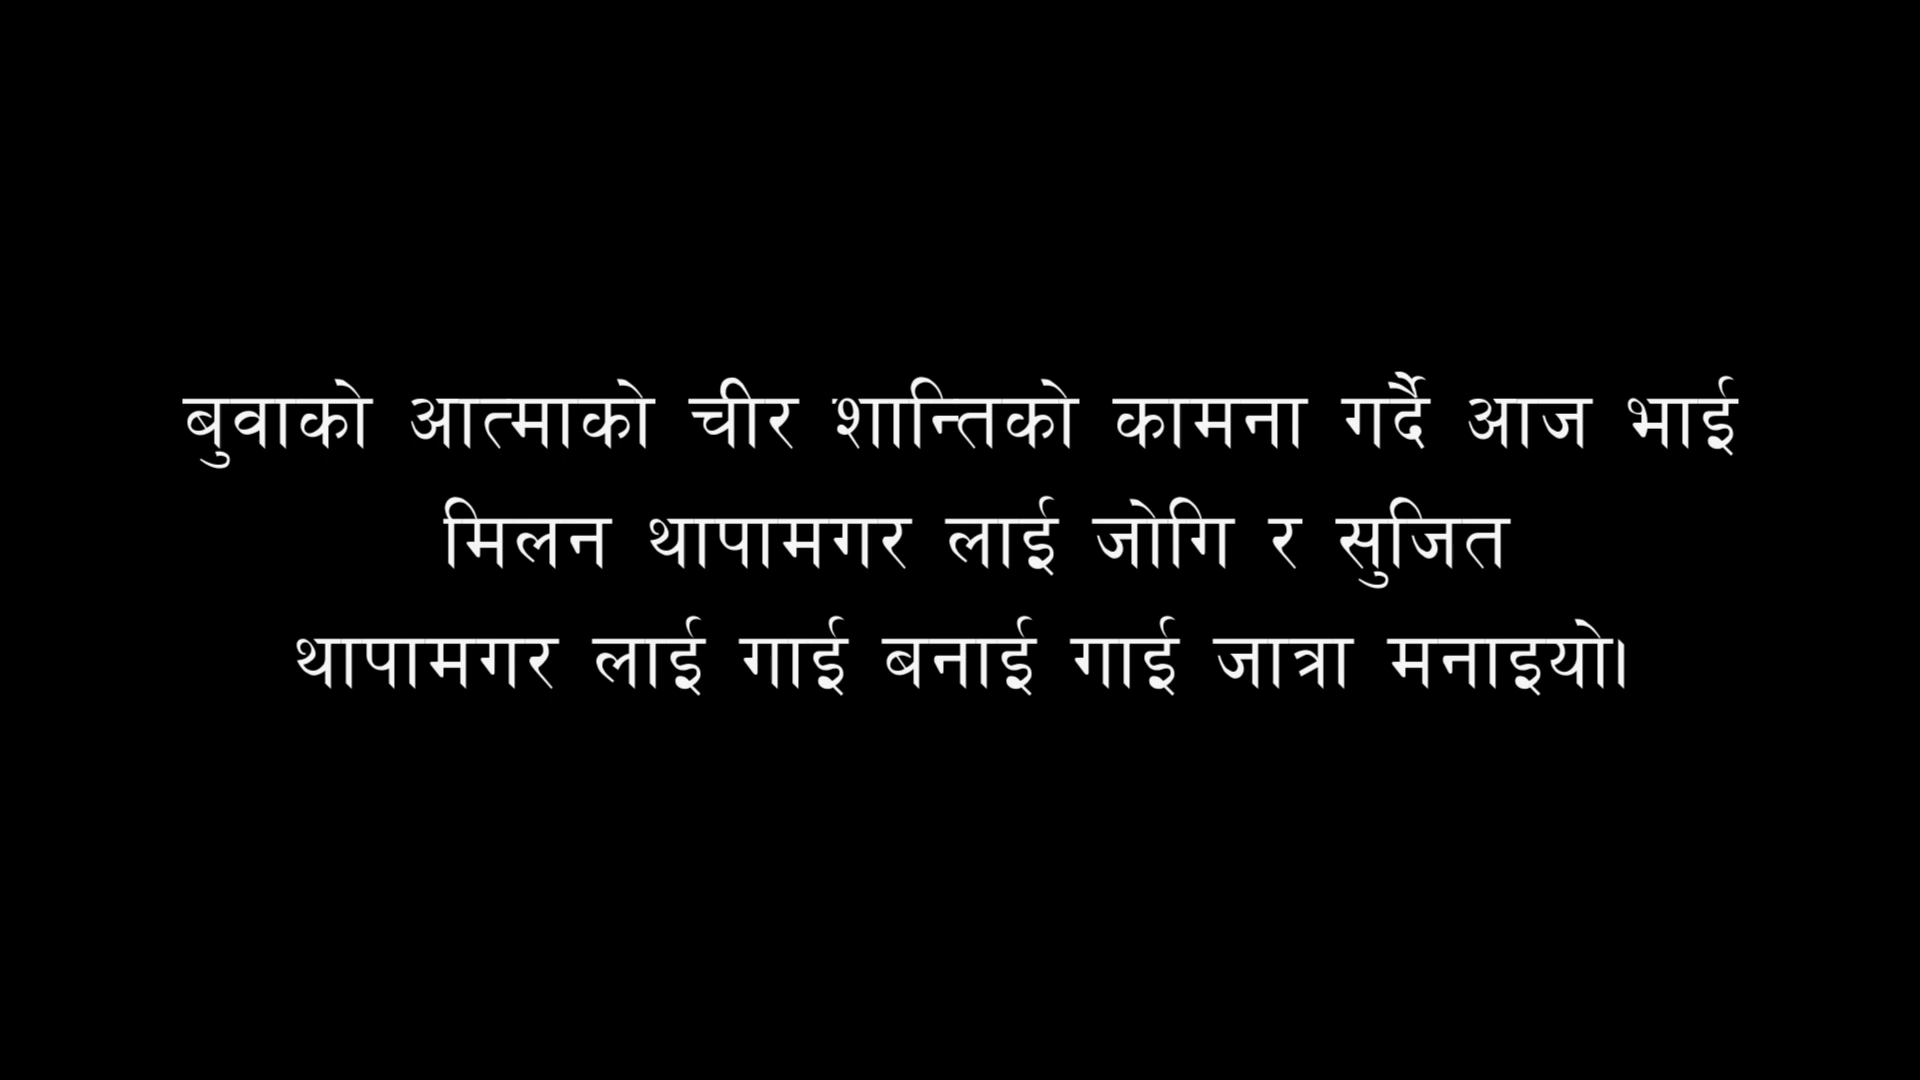 बुवाको आत्माको चीर शान्तिको कामना गर्दै आज भाई
मिलन थापामगर लाई जोगि र सुजित
थापामगर लाई गाई बनाई गाई जात्रा मनाइयो।